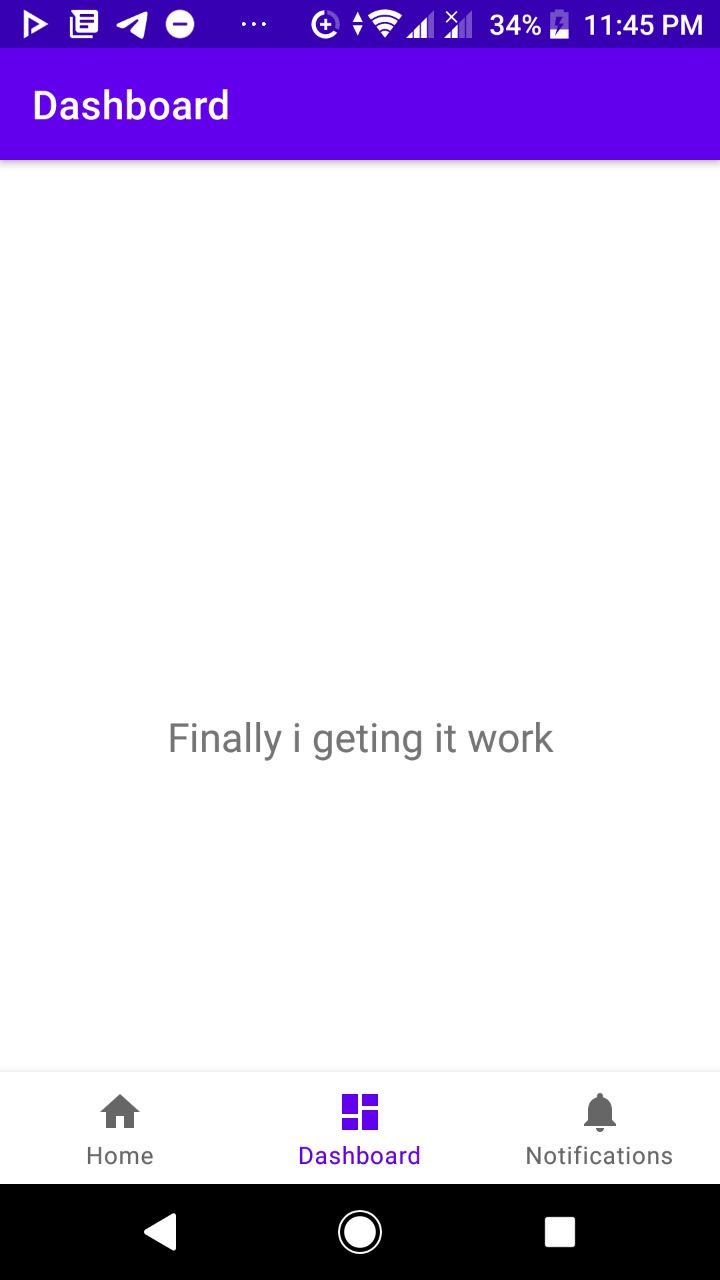 34% 11:45 PM
Dashboard
Finally i geting it work
Home Dashboard Notifications